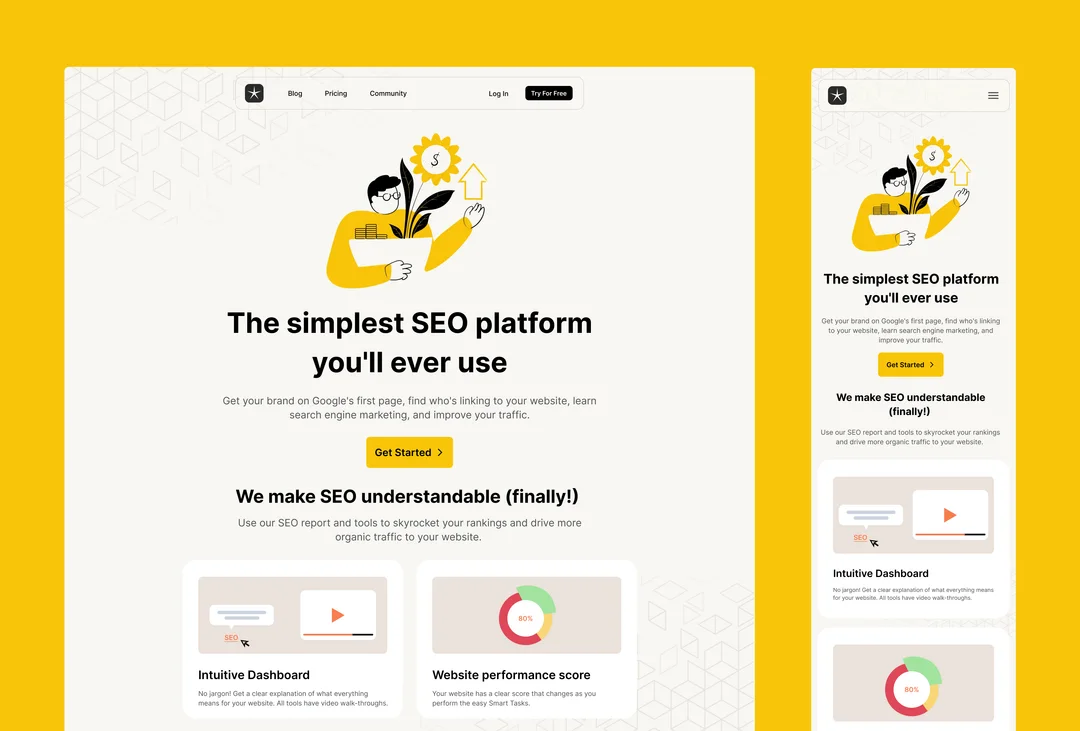 Blog Pricing Community Log In Try For Free
$
The simplest SEO platform
you'll ever use
Get your brand on Google's first page, find who's linking to your website, learn
search engine marketing, and improve your traffic.
Get Started
We make SEO understandable (finally!)
Use our SEO report and tools to skyrocket your rankings and drive more
organic traffic to your website.
SEO
Intuitive Dashboard
No jargon! Get a clear explanation of what everything
means for your website. All tools have video walk-throughs.
80%
Website performance score
Your website has a clear score that changes as you
perform the easy Smart Tasks.
$
The simplest SEO platform
you'll ever use
Get your brand on Google's first page, find who's linking
to your website, learn search engine marketing, and
improve your traffic.
Get Started
We make SEO understandable
(finally!)
Use our SEO report and tools to skyrocket your rankings
and drive more organic traffic to your website.
SEO
Intuitive Dashboard
No jargon! Get a clear explanation of what everything means
for your website. All tools have video walk-throughs.
80%